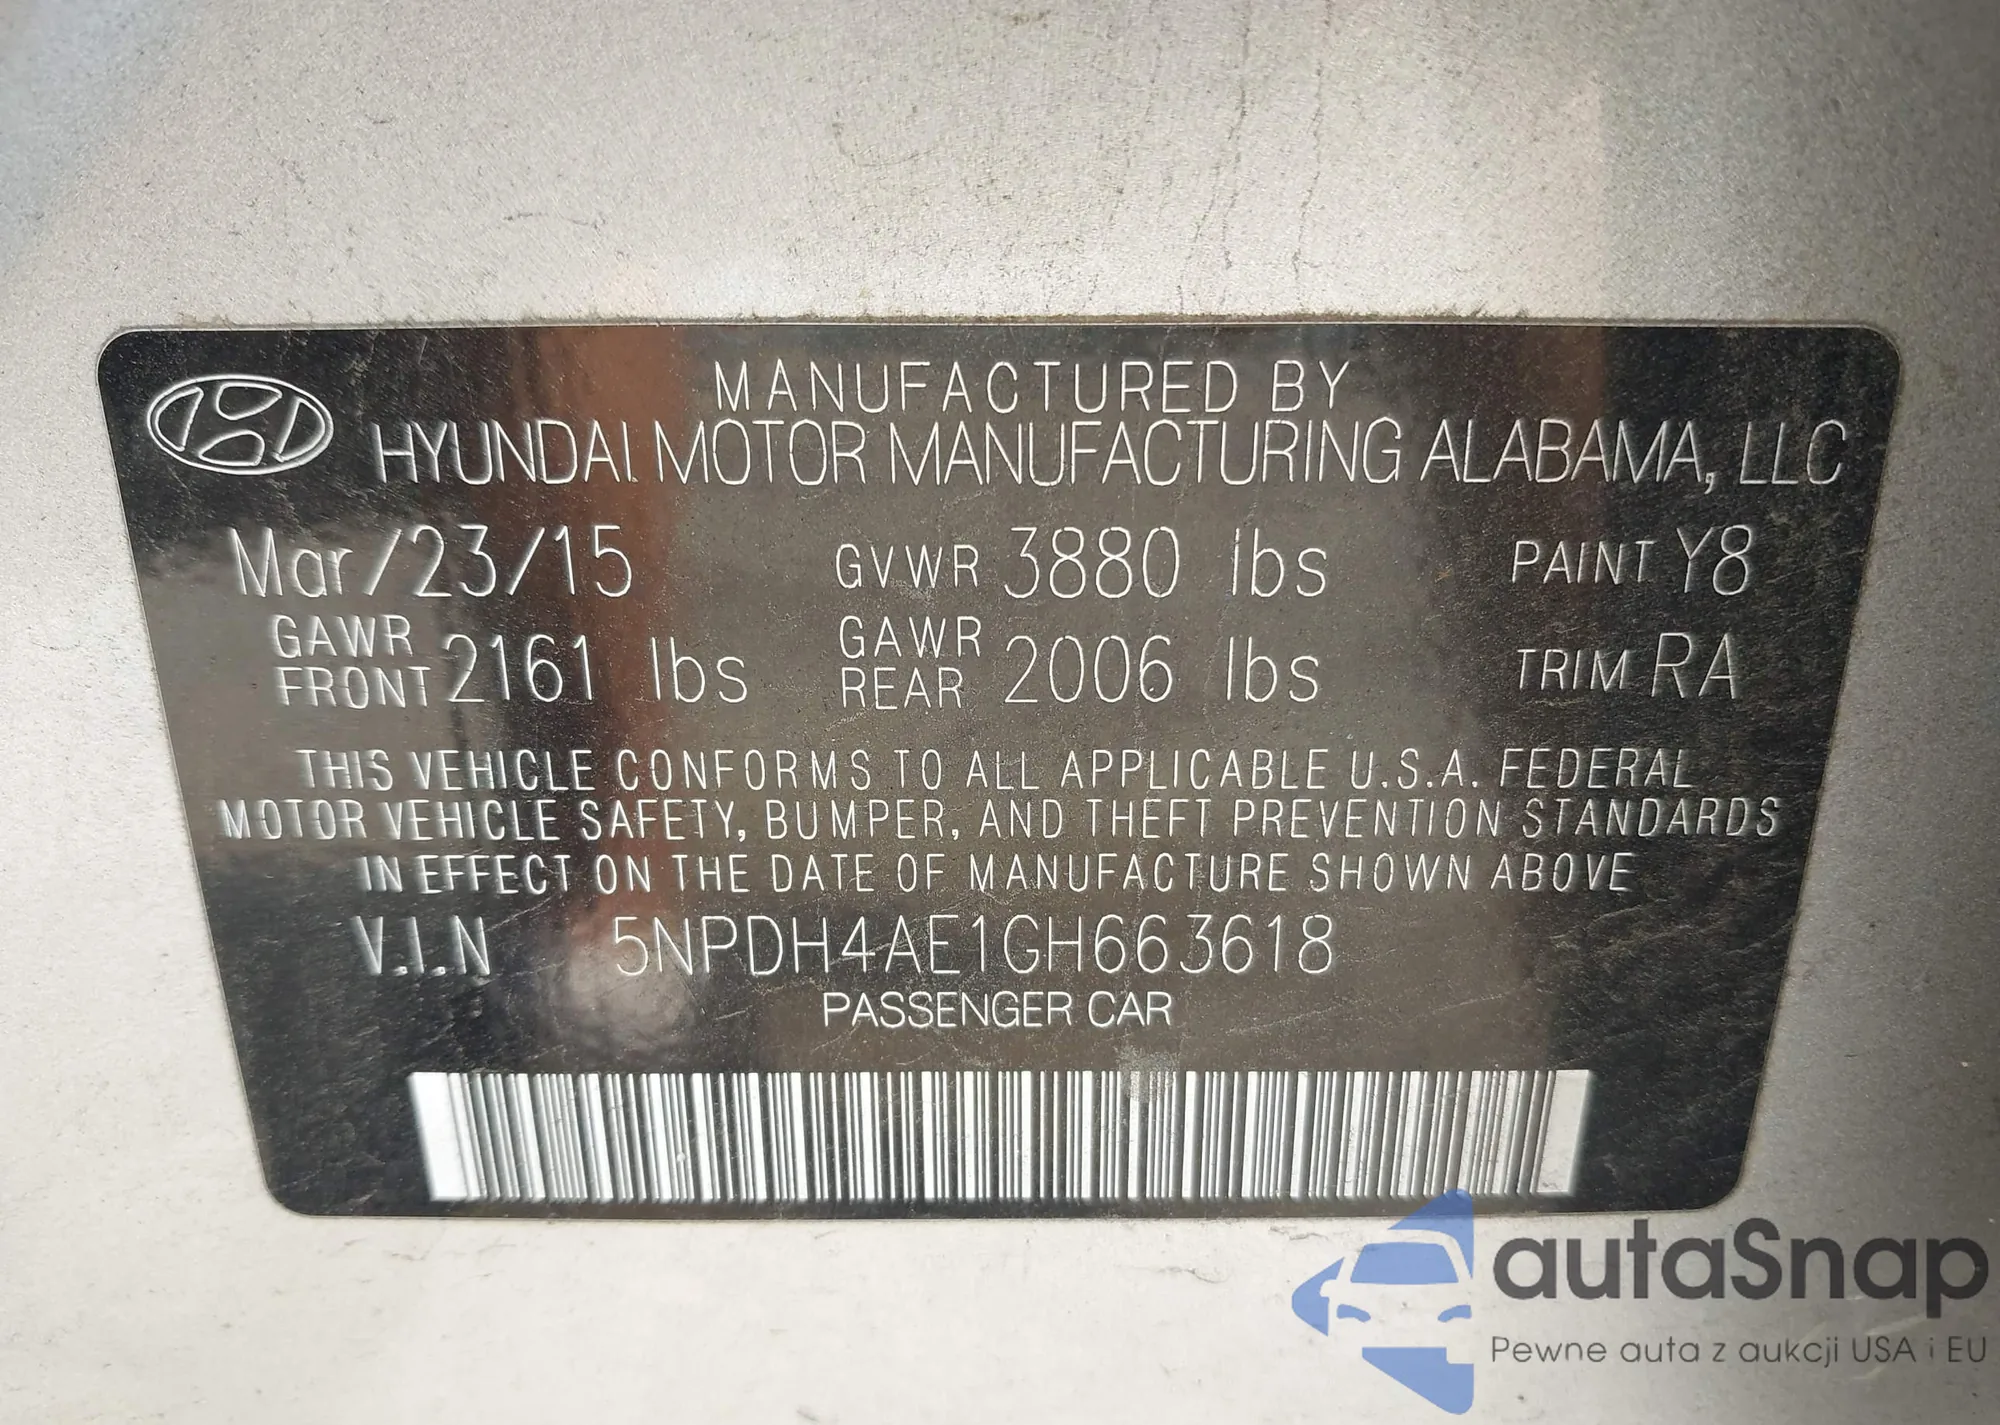 MANUFACTURED BY
HYUNDAI MOTOR MANUFACTURING ALABAMA, LLC
Mar/23/15 GVWR 3880 lbs PAINT Y8
GAWR FRONT 2161 lbs GAWR REAR 2006 lbs TRIM RA
THIS VEHICLE CONFORMS TO ALL APPLICABLE U.S.A. FEDERAL
MOTOR VEHICLE SAFETY, BUMPER, AND THEFT PREVENTION STANDARDS
IN EFFECT ON THE DATE OF MANUFACTURE SHOWN ABOVE
V.I.N 5NPDH4AE1GH663618
PASSENGER CAR
autaSnap
Pewne auta z aukcji USA i EU